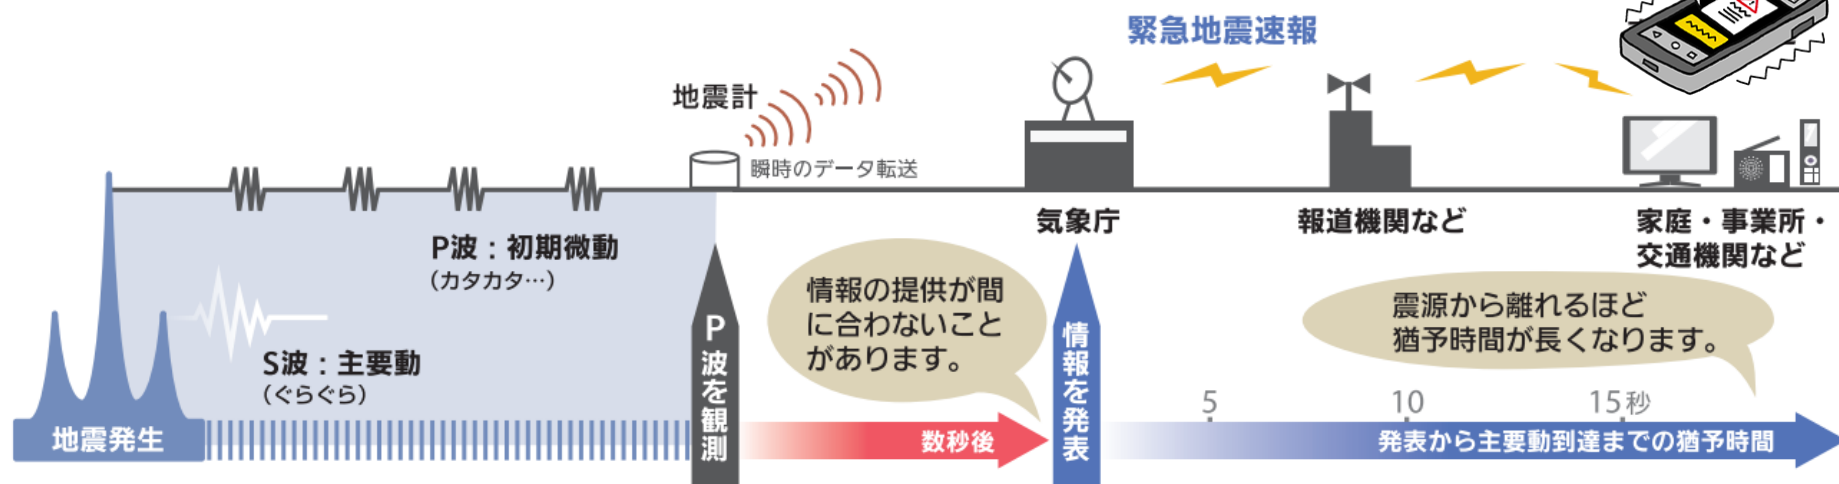 緊急地震速報
地震計
瞬時のデータ転送
気象庁
報道機関など
家庭・事業所・
交通機関など
P波：初期微動
（カタカタ…）
S波：主要動
（ぐらぐら）
地震発生
P波を観測
情報の提供が間
に合わないこと
があります。
数秒後
情報を発表
震源から離れるほど
猶予時間が長くなります。
5
10
15秒
発表から主要動到達までの猶予時間